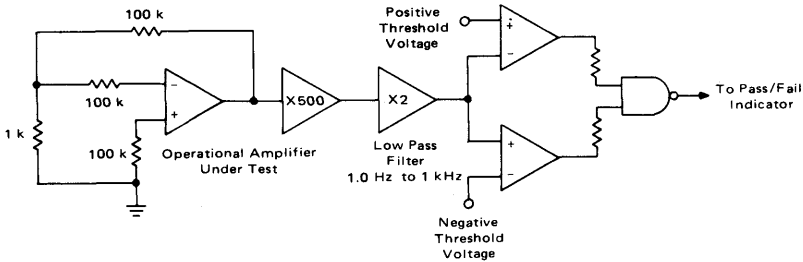 100 k
Positive
Threshold
Voltage
100 k
1 k
100 k
Operational Amplifier
Under Test
X500
X2
Low Pass
Filter
1.0 Hz to 1 kHz
Negative
Threshold
Voltage
To Pass/Fail
Indicator
-
+
+
-
+
-